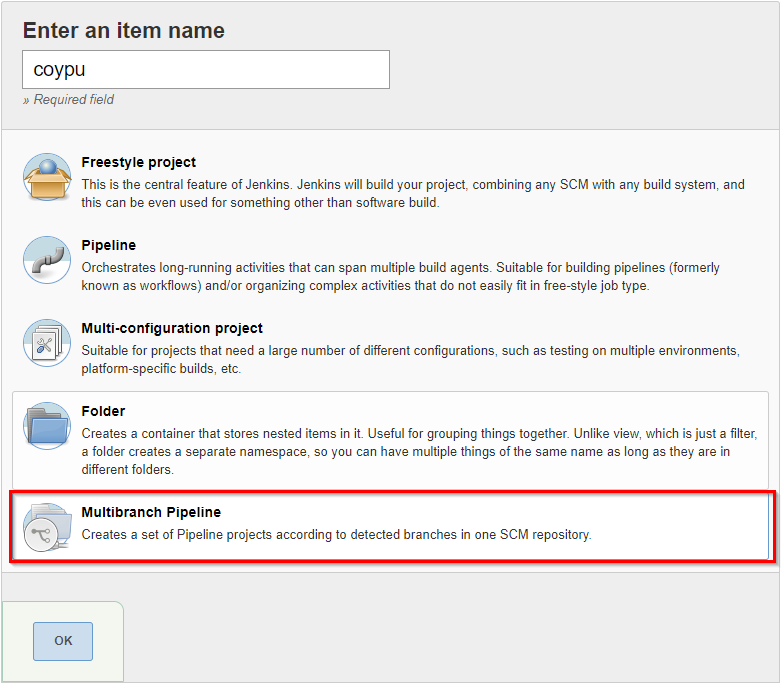 Enter an item name
coypu
» Required field
Freestyle project
This is the central feature of Jenkins. Jenkins will build your project, combining any SCM with any build system, and
this can be even used for something other than software build.
Pipeline
Orchestrates long-running activities that can span multiple build agents. Suitable for building pipelines (formerly
known as workflows) and/or organizing complex activities that do not easily fit in free-style job type.
Multi-configuration project
Suitable for projects that need a large number of different configurations, such as testing on multiple environments,
platform-specific builds, etc.
Folder
Creates a container that stores nested items in it. Useful for grouping things together. Unlike view, which is just a filter,
a folder creates a separate namespace, so you can have multiple things of the same name as long as they are in
different folders.
Multibranch Pipeline
Creates a set of Pipeline projects according to detected branches in one SCM repository.
OK